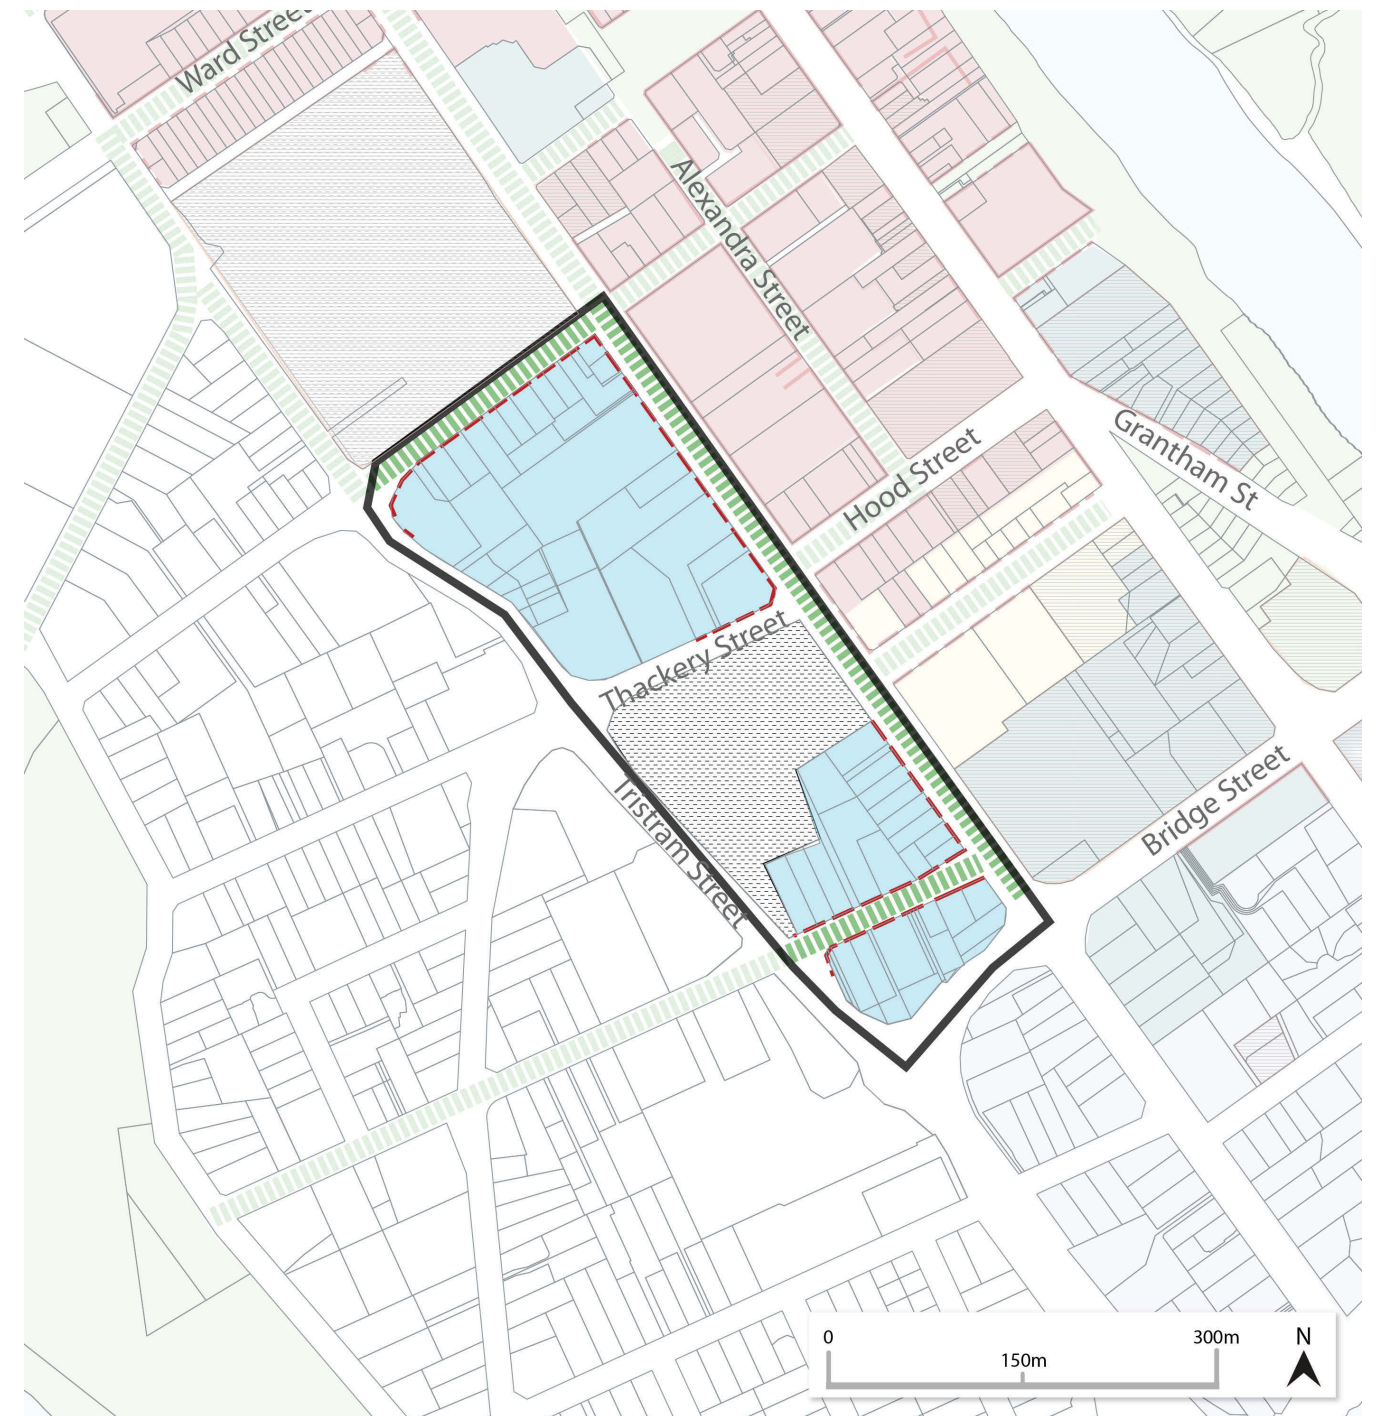 Ward Street
Alexandra Street
Hood Street
Grantham St
Thackery Street
Tristram Street
Bridge Street
0
150m
300m
N